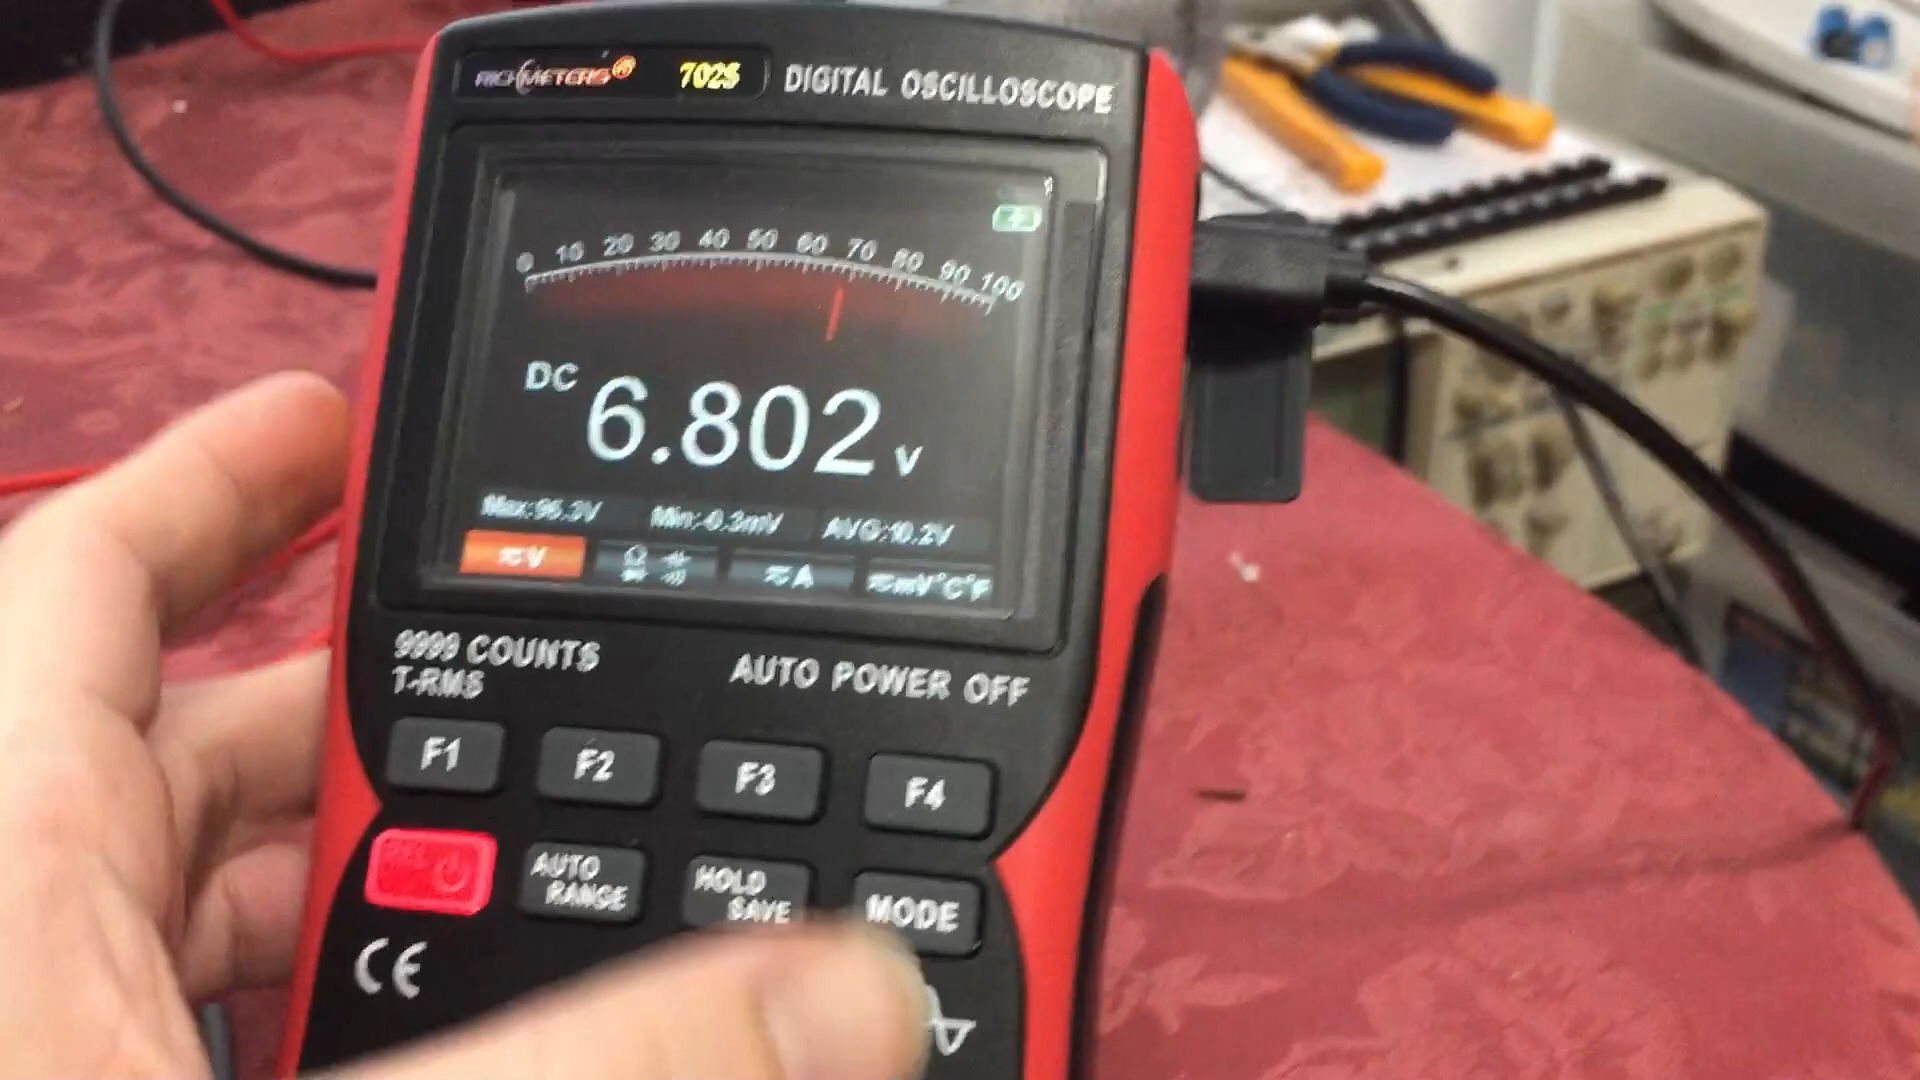 RICHMETERS 702S DIGITAL OSCILLOSCOPE
0 10 20 30 40 50 60 70 80 90 100
DC 6.802 V
Max:96.3V Min:-0.3mV AVG:10.2V
≂V Ω ≂A ≂mV°C°F
9999 COUNTS
T-RMS
AUTO POWER OFF
F1 F2 F3 F4
AUTO RANGE HOLD SAVE MODE
CE